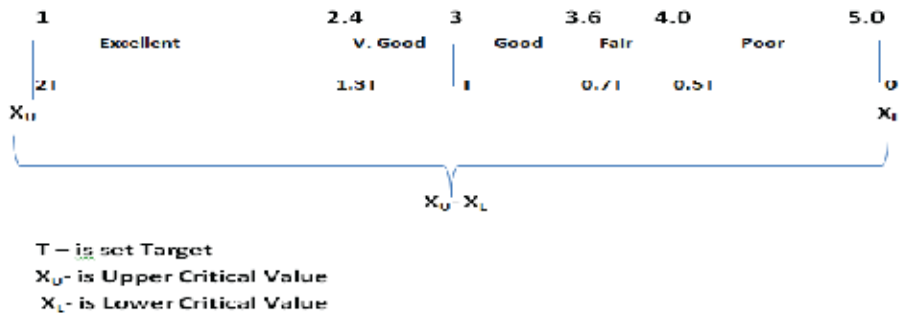 1 2.4 3 3.6 4.0 5.0
Excellent V. Good Good Fair Poor
2T 1.3T T 0.7T 0.5T 0
XU XL
XU- XL
T – is set Target
XU- is Upper Critical Value
XL- is Lower Critical Value